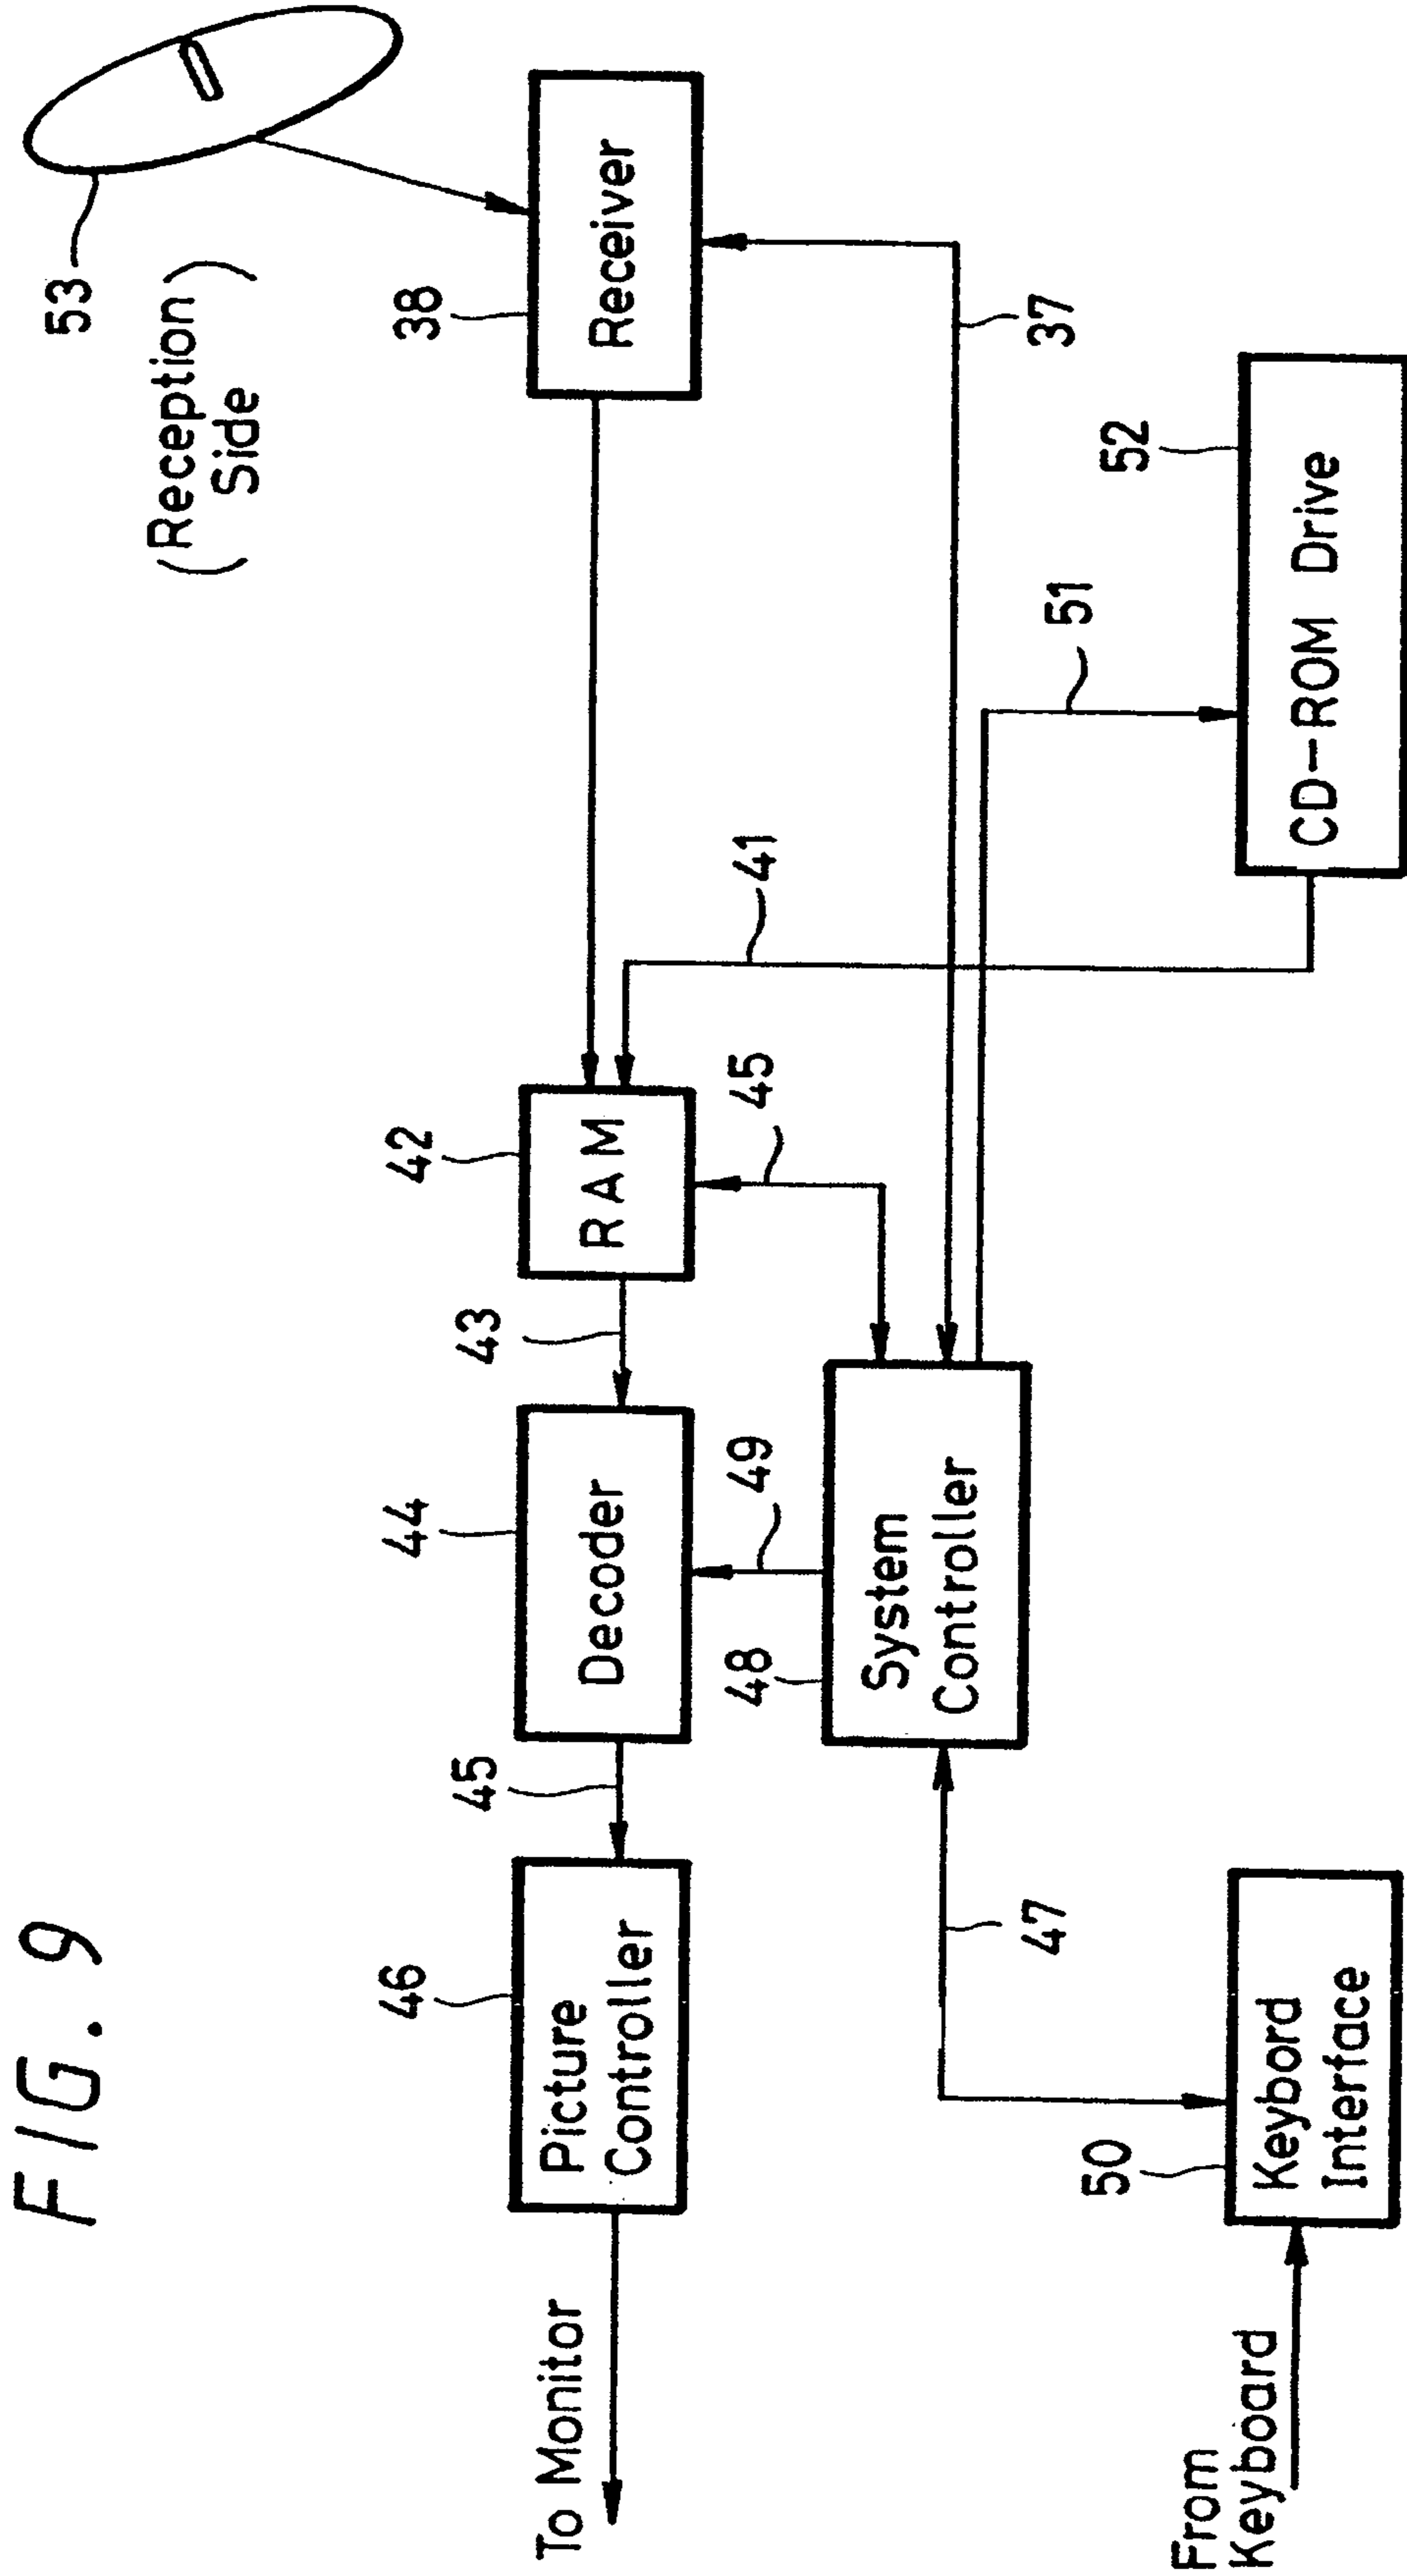 FIG. 9
53
(Reception
Side)
38
Receiver
37
42
RAM
41
43
44
Decoder
45
45
46
Picture
Controller
To Monitor
49
48
System
Controller
51
52
CD-ROM Drive
47
50
Keybord
Interface
From
Keyboard